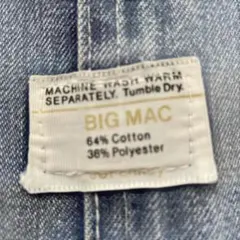 MACHINE WASH WARM
SEPARATELY. Tumble Dry.
BIG MAC
64% Cotton
36% Polyester